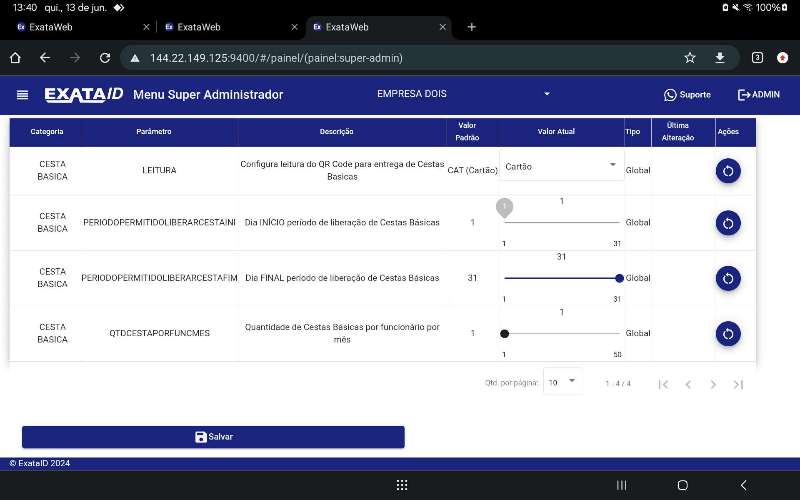 13:40 qui., 13 de jun.
100%
ExataWeb
ExataWeb
ExataWeb
144.22.149.125:9400/#/painel/(painel:super-admin)
3
EXATAID Menu Super Administrador
EMPRESA DOIS
Suporte
ADMIN
Categoria Parâmetro Descrição Valor Padrão Valor Atual Tipo Última Alteração Ações
CESTA BASICA LEITURA Configura leitura do QR Code para entrega de Cestas Basicas CAT (Cartão) Cartão Global
1
CESTA BASICA PERIODOPERMITIDOLIBERARCESTAINI Dia INÍCIO período de liberação de Cestas Básicas 1 1 Global
1 31
31
CESTA BASICA PERIODOPERMITIDOLIBERARCESTAFIM Dia FINAL período de liberação de Cestas Básicas 31 Global
1 31
1
CESTA BASICA QTDCESTAPORFUNCMES Quantidade de Cestas Básicas por funcionário por mês 1 Global
1 50
Qtd. por página: 10 1 - 4 / 4
Salvar
© ExataID 2024